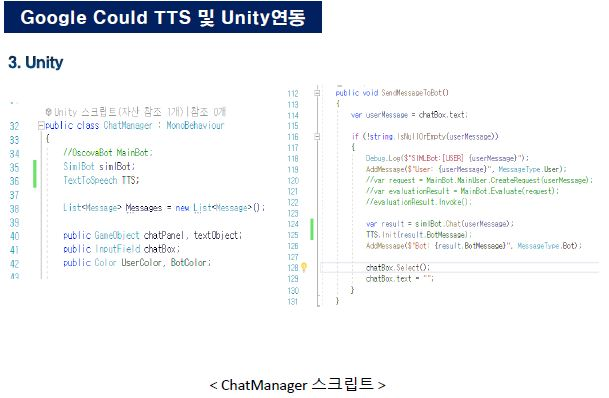 Google Could TTS 및 Unity연동
3. Unity
Unity 스크립트(자산 참조 1개)|참조 0개
32 public class ChatManager : MonoBehaviour
33 {
34 //OscovaBot MainBot;
35 SimlBot simlBot;
36 TextToSpeech TTS;
37
38 List<Message> Messages = new List<Message>();
39
40 public GameObject chatPanel, textObject;
41 public InputField chatBox;
42 public Color UserColor, BotColor;
43
112 public void SendMessageToBot()
113 {
114 var userMessage = chatBox.text;
115
116 if (!string.IsNullOrEmpty(userMessage))
117 {
118 Debug.Log($"SIMLBot:[USER] {userMessage}");
119 AddMessage($"User: {userMessage}", MessageType.User);
120 //var request = MainBot.MainUser.CreateRequest(userMessage);
121 //var evaluationResult = MainBot.Evaluate(request);
122 //evaluationResult.Invoke();
123
124 var result = simlBot.Chat(userMessage);
125 TTS.Init(result.BotMessage);
126 AddMessage($"Bot: {result.BotMessage}", MessageType.Bot);
127
128 chatBox.Select();
129 chatBox.text = "";
130 }
131 }
< ChatManager 스크립트 >